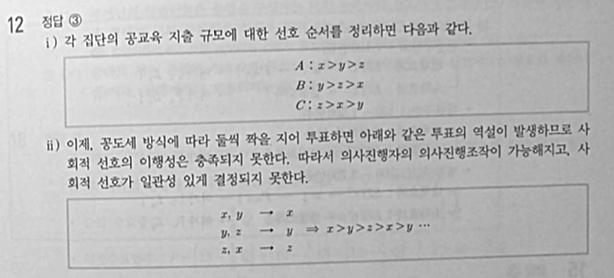 12 정답 ③
ⅰ) 각 집단의 공교육 지출 규모에 대한 선호 순서를 정리하면 다음과 같다.
A : x>y>z
B : y>z>x
C : z>x>y
ⅱ) 이제, 꽁도세 방식에 따라 둘씩 짝을 지어 투표하면 아래와 같은 투표의 역설이 발생하므로 사
회적 선호의 이행성은 충족되지 못한다. 따라서 의사진행자의 의사진행조작이 가능해지고, 사
회적 선호가 일관성 있게 결정되지 못한다.
x, y → x
y, z → y ⇒ x>y>z>x>y ⋯
z, x → z